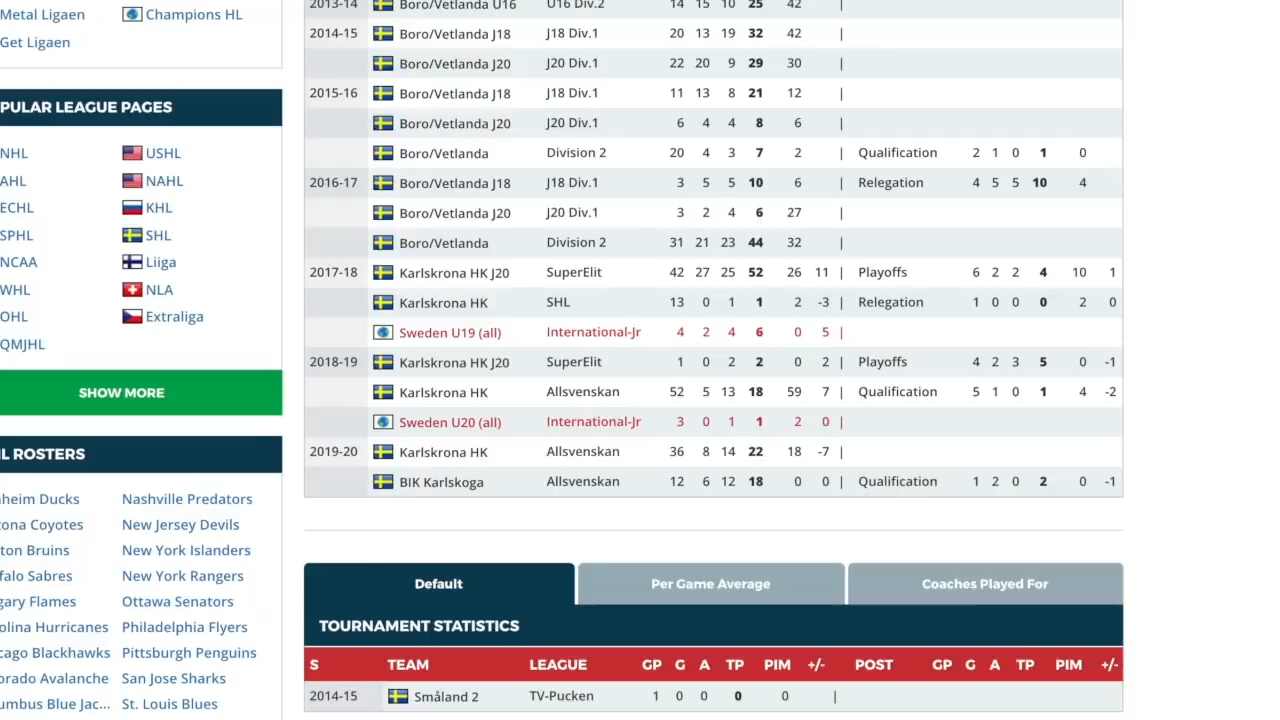 Metal Ligaen Champions HL
Get Ligaen
PULAR LEAGUE PAGES
NHL USHL
AHL NAHL
ECHL KHL
SPHL SHL
NCAA Liiga
WHL NLA
OHL Extraliga
QMJHL
SHOW MORE
L ROSTERS
heim Ducks Nashville Predators
ona Coyotes New Jersey Devils
ton Bruins New York Islanders
falo Sabres New York Rangers
gary Flames Ottawa Senators
olina Hurricanes Philadelphia Flyers
cago Blackhawks Pittsburgh Penguins
orado Avalanche San Jose Sharks
umbus Blue Jac... St. Louis Blues
2013-14 Boro/Vetlanda U16 U16 Div.2 14 15 10 25 42 |
2014-15 Boro/Vetlanda J18 J18 Div.1 20 13 19 32 42 |
Boro/Vetlanda J20 J20 Div.1 22 20 9 29 30 |
2015-16 Boro/Vetlanda J18 J18 Div.1 11 13 8 21 12 |
Boro/Vetlanda J20 J20 Div.1 6 4 4 8 6 |
Boro/Vetlanda Division 2 20 4 3 7 2 | Qualification 2 1 0 1 0
2016-17 Boro/Vetlanda J18 J18 Div.1 3 5 5 10 6 | Relegation 4 5 5 10 4
Boro/Vetlanda J20 J20 Div.1 3 2 4 6 27 |
Boro/Vetlanda Division 2 31 21 23 44 32 |
2017-18 Karlskrona HK J20 SuperElit 42 27 25 52 26 11 | Playoffs 6 2 2 4 10 1
Karlskrona HK SHL 13 0 1 1 2 -3 | Relegation 1 0 0 0 2 0
Sweden U19 (all) International-Jr 4 2 4 6 0 5 |
2018-19 Karlskrona HK J20 SuperElit 1 0 2 2 0 2 | Playoffs 4 2 3 5 0 -1
Karlskrona HK Allsvenskan 52 5 13 18 59 7 | Qualification 5 1 0 1 4 -2
Sweden U20 (all) International-Jr 3 0 1 1 2 0 |
2019-20 Karlskrona HK Allsvenskan 36 8 14 22 18 -7 |
BIK Karlskoga Allsvenskan 12 6 12 18 0 0 | Qualification 1 2 0 2 0 -1
Default Per Game Average Coaches Played For
TOURNAMENT STATISTICS
S TEAM LEAGUE GP G A TP PIM +/- POST GP G A TP PIM +/-
2014-15 Småland 2 TV-Pucken 1 0 0 0 0 |